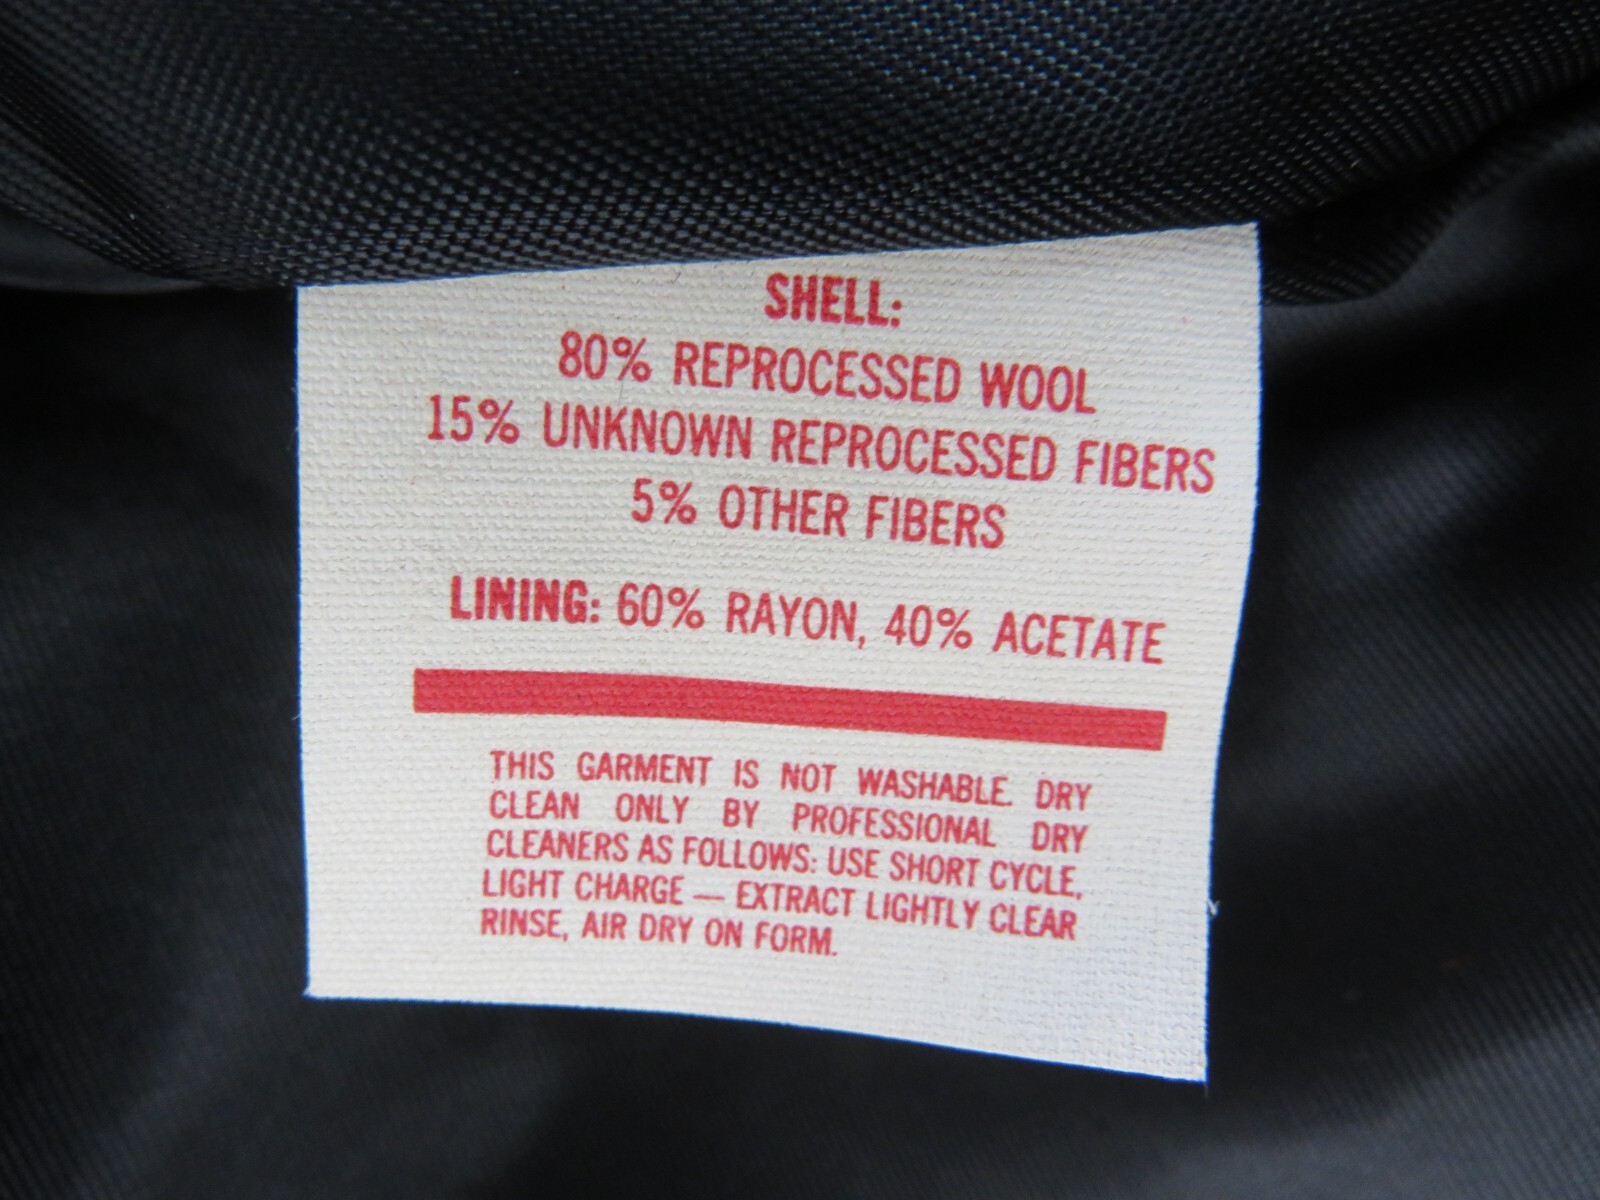 SHELL:
80% REPROCESSED WOOL
15% UNKNOWN REPROCESSED FIBERS
5% OTHER FIBERS
LINING: 60% RAYON, 40% ACETATE
THIS GARMENT IS NOT WASHABLE. DRY
CLEAN ONLY BY PROFESSIONAL DRY
CLEANERS AS FOLLOWS: USE SHORT CYCLE,
LIGHT CHARGE — EXTRACT LIGHTLY CLEAR
RINSE, AIR DRY ON FORM.